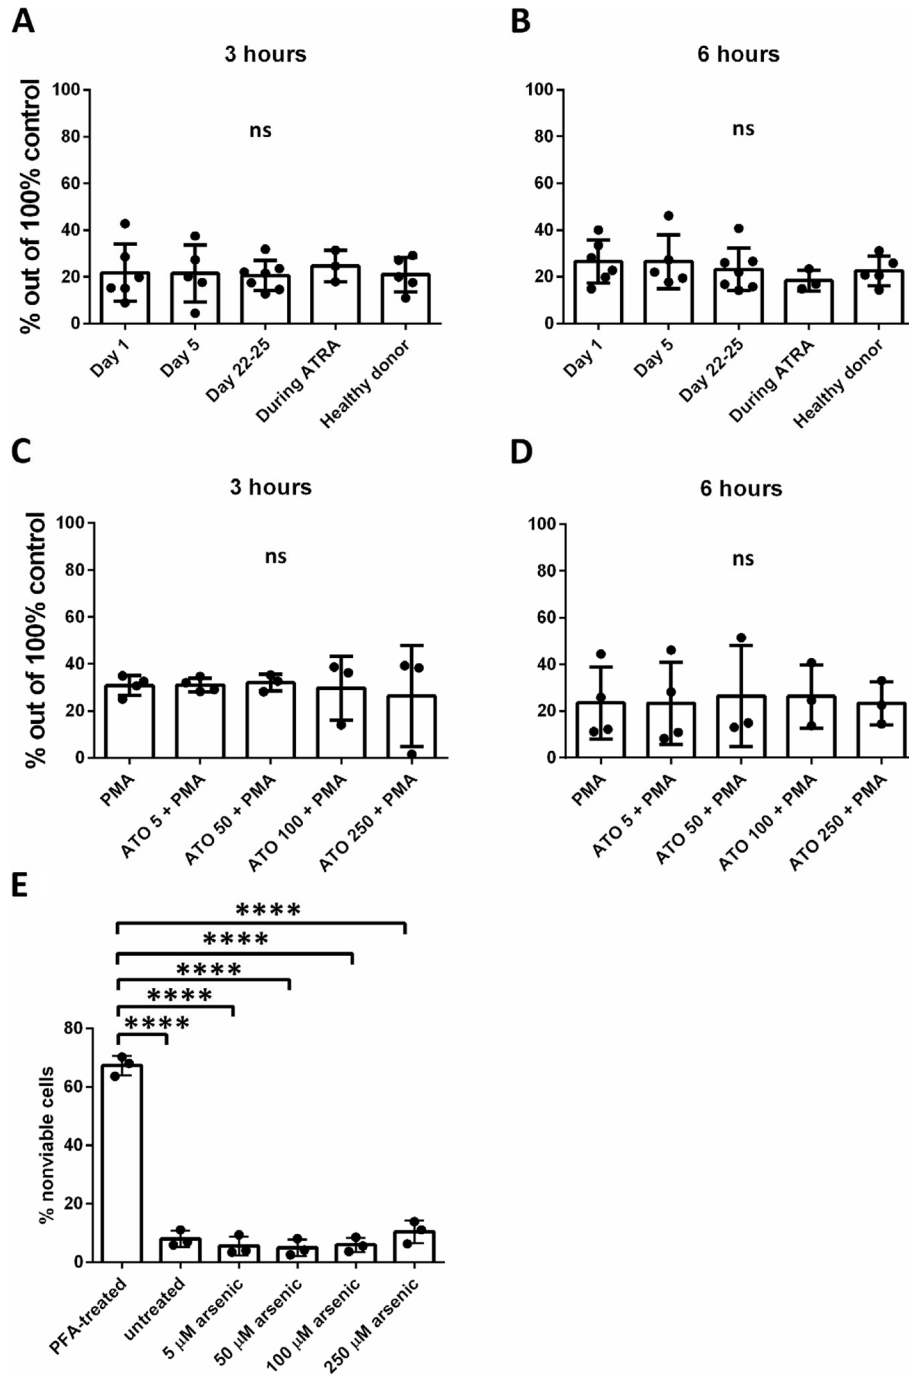 A
3 hours
% out of 100% control
100
80
60
40
20
0
ns
Day 1
Day 5
Day 22-25
During ATRA
Healthy donor
B
6 hours
100
80
60
40
20
0
ns
Day 1
Day 5
Day 22-25
During ATRA
Healthy donor
C
3 hours
% out of 100% control
100
80
60
40
20
0
ns
PMA
ATO 5 + PMA
ATO 50 + PMA
ATO 100 + PMA
ATO 250 + PMA
D
6 hours
100
80
60
40
20
0
ns
PMA
ATO 5 + PMA
ATO 50 + PMA
ATO 100 + PMA
ATO 250 + PMA
E
****
****
****
****
****
% nonviable cells
80
60
40
20
0
PFA-treated
untreated
5 µM arsenic
50 µM arsenic
100 µM arsenic
250 µM arsenic